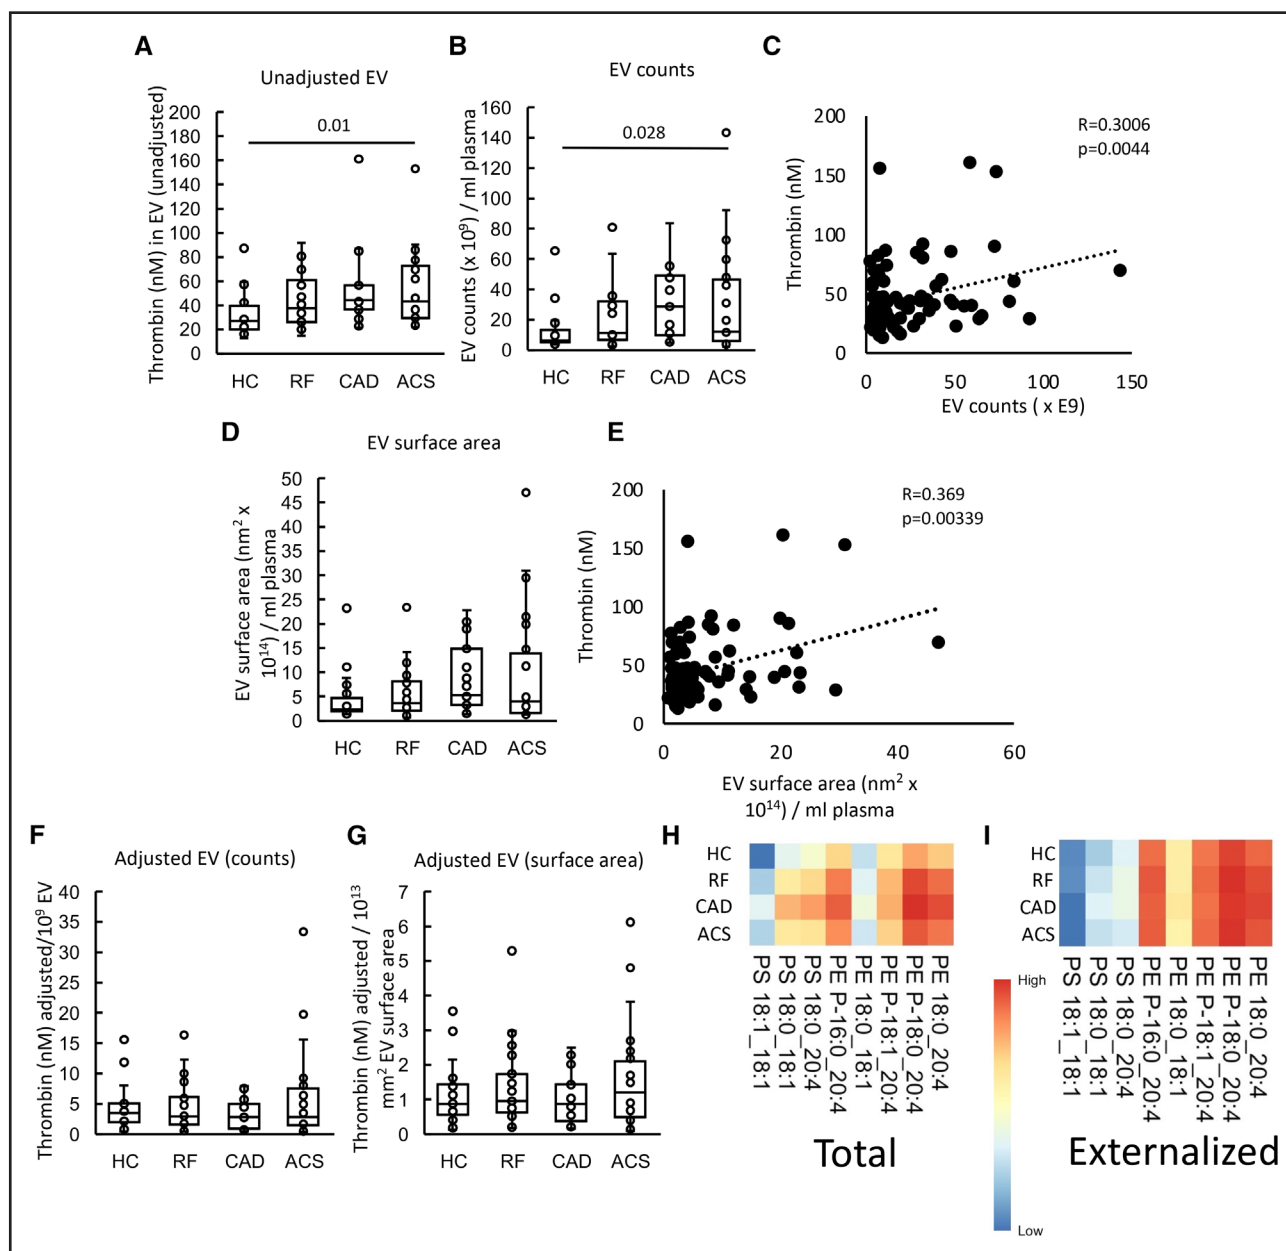 A
Unadjusted EV
Thrombin (nM) in EV (unadjusted)
200
180
160
140
120
100
80
60
40
20
0
0.01
HC RF CAD ACS
B
EV counts
EV counts (x 10⁹) / ml plasma
160
140
120
100
80
60
40
20
0
0.028
HC RF CAD ACS
C
Thrombin (nM)
200
150
100
50
0
R=0.3006
p=0.0044
0 50 100 150
EV counts ( x E9)
D
EV surface area
EV surface area (nm² x
10¹⁴) / ml plasma
50
45
40
35
30
25
20
15
10
5
0
HC RF CAD ACS
E
Thrombin (nM)
200
150
100
50
0
R=0.369
p=0.00339
0 20 40 60
EV surface area (nm² x
10¹⁴) / ml plasma
F
Adjusted EV (counts)
Thrombin (nM) adjusted/10⁹ EV
40
35
30
25
20
15
10
5
0
HC RF CAD ACS
G
Adjusted EV (surface area)
Thrombin (nM) adjusted / 10¹³
mm² EV surface area
7
6
5
4
3
2
1
0
HC RF CAD ACS
H
HC
RF
CAD
ACS
PS 18:1_18:1
PS 18:0_18:1
PS 18:0_20:4
PE P-16:0_20:4
PE 18:0_18:1
PE P-18:1_20:4
PE P-18:0_20:4
PE 18:0_20:4
Total
I
HC
RF
CAD
ACS
PS 18:1_18:1
PS 18:0_18:1
PS 18:0_20:4
PE P-16:0_20:4
PE 18:0_18:1
PE P-18:1_20:4
PE P-18:0_20:4
PE 18:0_20:4
Externalized
High
Low